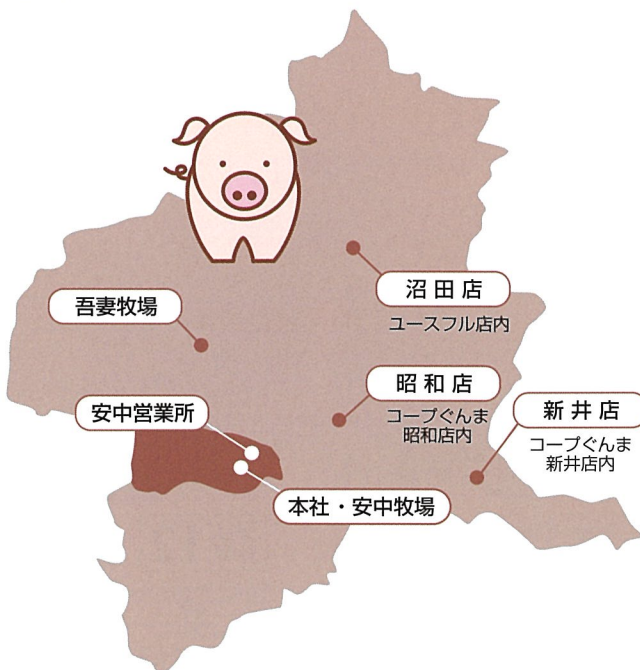 沼田店
ユースフル店内
吾妻牧場
昭和店
コープぐんま
昭和店内
新井店
コープぐんま
新井店内
安中営業所
本社・安中牧場